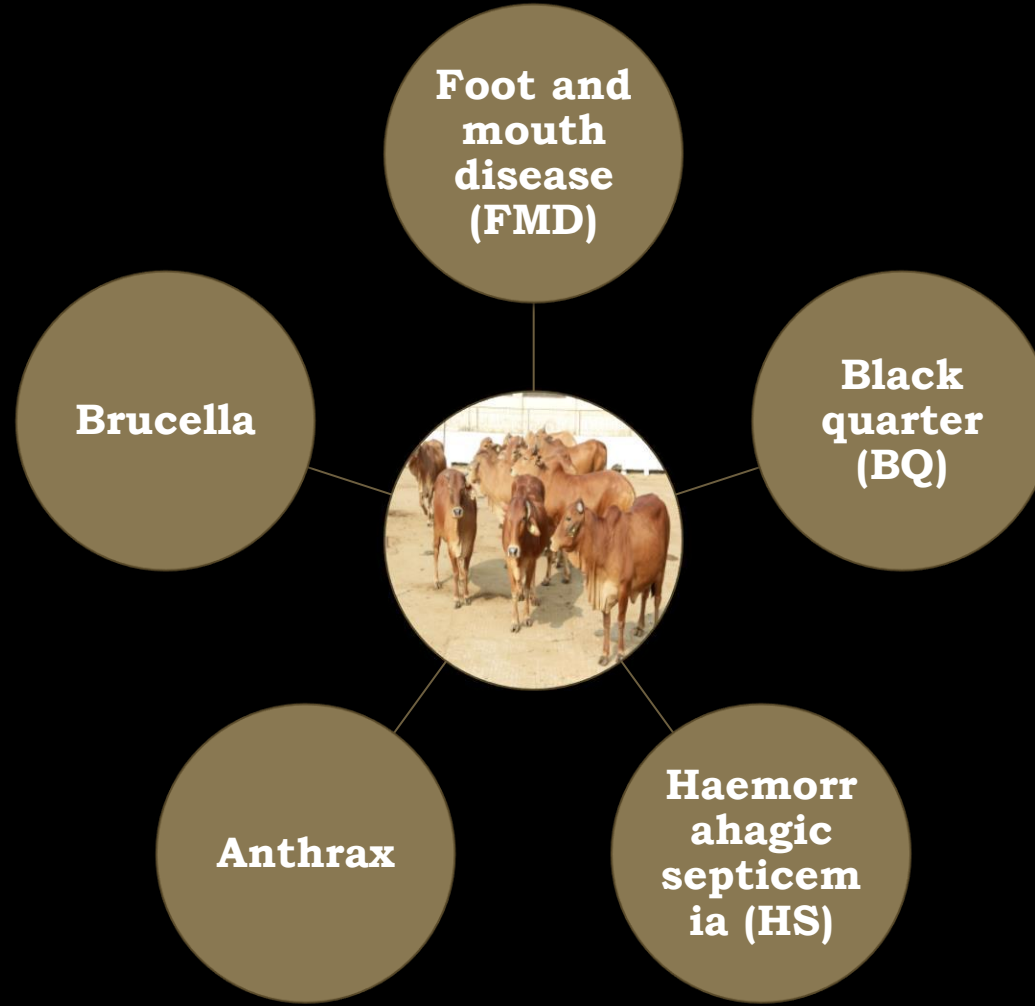 Foot and
mouth
disease
(FMD)
Black
quarter
(BQ)
Haemorr
ahagic
septicem
ia (HS)
Anthrax
Brucella